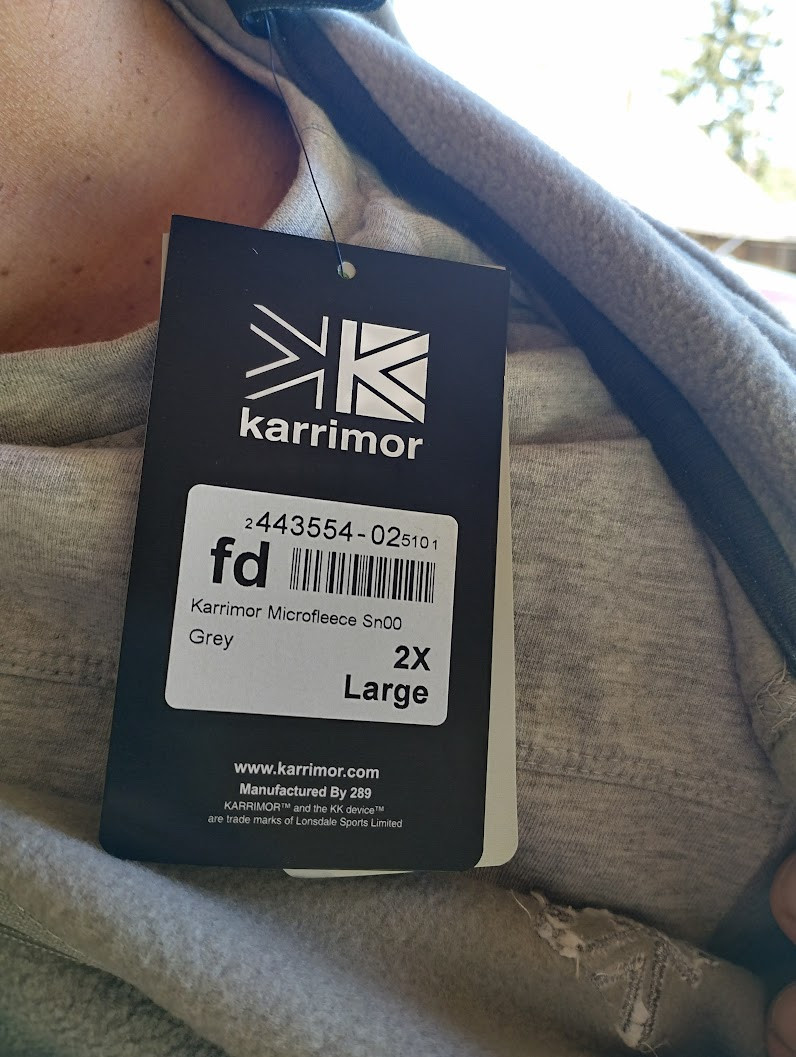 karrimor
2443554-025101
fd
Karrimor Microfleece Sn00
Grey
2X
Large
www.karrimor.com
Manufactured By 289
KARRIMOR™ and the KK device™
are trade marks of Lonsdale Sports Limited